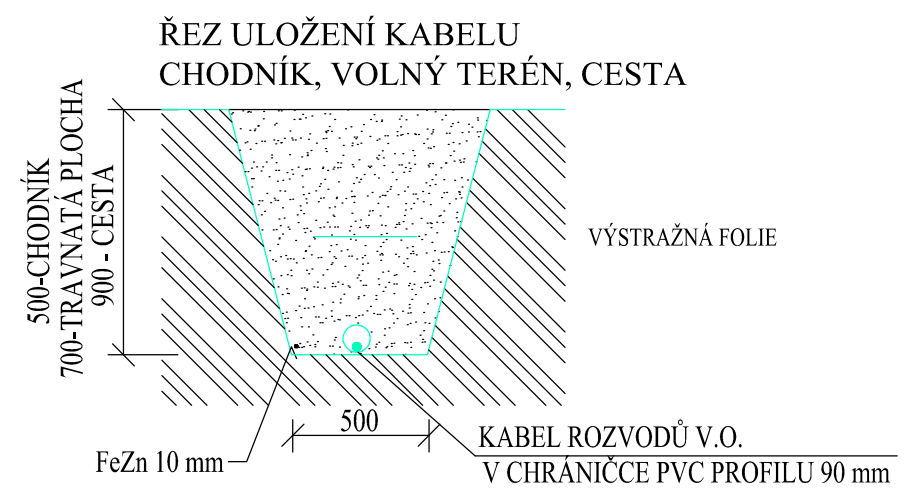 ŘEZ ULOŽENÍ KABELU
CHODNÍK, VOLNÝ TERÉN, CESTA
500-CHODNÍK
700-TRAVNATÁ PLOCHA
900 - CESTA
VÝSTRAŽNÁ FOLIE
500
FeZn 10 mm
KABEL ROZVODŮ V.O.
V CHRÁNIČCE PVC PROFILU 90 mm